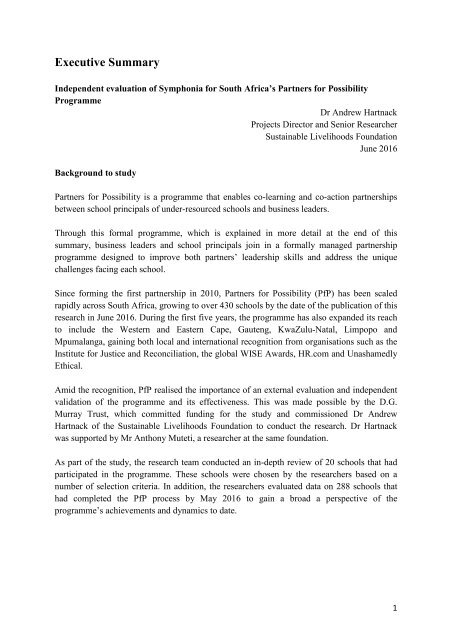 Executive Summary
Independent evaluation of Symphonia for South Africa's Partners for Possibility
Programme
Dr Andrew Hartnack
Projects Director and Senior Researcher
Sustainable Livelihoods Foundation
June 2016
Background to study
Partners for Possibility is a programme that enables co-learning and co-action partnerships
between school principals of under-resourced schools and business leaders.
Through this formal programme, which is explained in more detail at the end of this
summary, business leaders and school principals join in a formally managed partnership
programme designed to improve both partners' leadership skills and address the unique
challenges facing each school.
Since forming the first partnership in 2010, Partners for Possibility (PfP) has been scaled
rapidly across South Africa, growing to over 430 schools by the date of the publication of this
research in June 2016. During the first five years, the programme has also expanded its reach
to include the Western and Eastern Cape, Gauteng, KwaZulu-Natal, Limpopo and
Mpumalanga, gaining both local and international recognition from organisations such as the
Institute for Justice and Reconciliation, the global WISE Awards, HR.com and Unashamedly
Ethical.
Amid the recognition, PfP realised the importance of an external evaluation and independent
validation of the programme and its effectiveness. This was made possible by the D.G.
Murray Trust, which committed funding for the study and commissioned Dr Andrew
Hartnack of the Sustainable Livelihoods Foundation to conduct the research. Dr Hartnack
was supported by Mr Anthony Muteti, a researcher at the same foundation.
As part of the study, the research team conducted an in-depth review of 20 schools that had
participated in the programme. These schools were chosen by the researchers based on a
number of selection criteria. In addition, the researchers evaluated data on 288 schools that
had completed the PfP process by May 2016 to gain a broad a perspective of the
programme's achievements and dynamics to date.
1